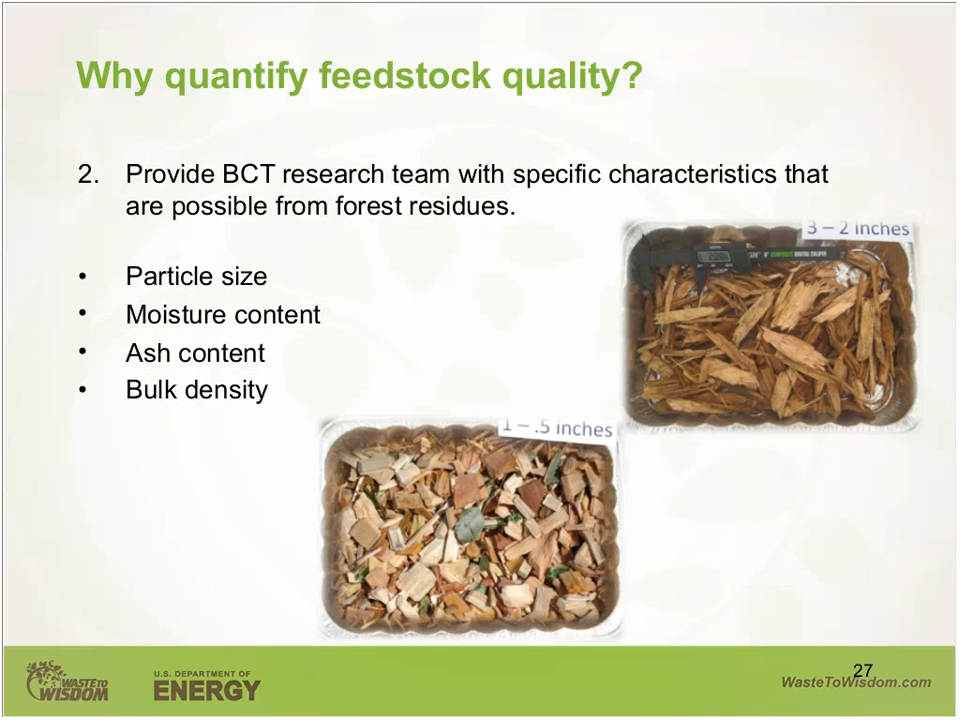 Why quantify feedstock quality?
2. Provide BCT research team with specific characteristics that
are possible from forest residues.
3 – 2 inches
• Particle size
• Moisture content
• Ash content
• Bulk density
1 – .5 inches
WASTE TO
WISDOM
U.S. DEPARTMENT OF
ENERGY
27
WasteToWisdom.com